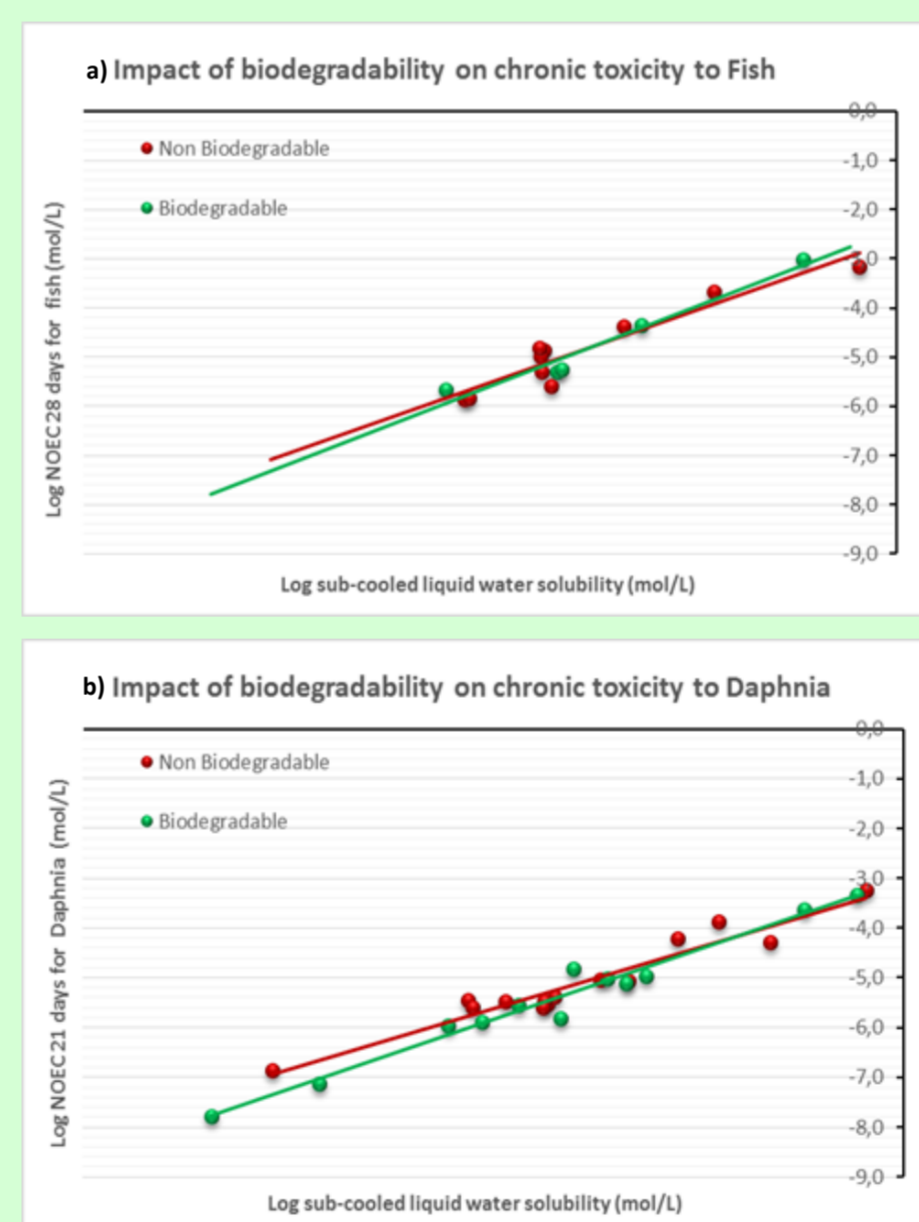 a) Impact of biodegradability on chronic toxicity to Fish
0,0
Non Biodegradable
-1,0
Biodegradable
-2,0
,0
-4,0
-5,0
-6,0
-7,0
-8,0
-9,0
Log NOEC28 days for fish (mol/L)
Log sub-cooled liquid water solubility (mol/L)
b) Impact of biodegradability on chronic toxicity to Daphnia
0,0
Non Biodegradable
-1,0
Biodegradable
-2,0
-3,0
-4,0
-5,0
-6,0
-7,0
-8,0
-9,0
Log NOEC21 days for Daphnia (mol/L)
Log sub-cooled liquid water solubility (mol/L)